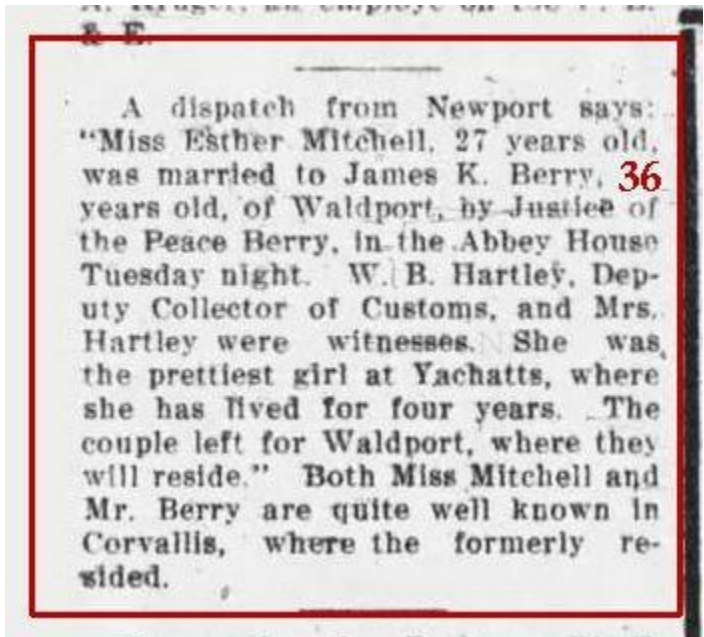 & E.
A dispatch from Newport says:
"Miss Esther Mitchell, 27 years old,
was married to James K. Berry, 36
years old, of Waldport, by Justice of
the Peace Berry, in the Abbey House
Tuesday night. W. B. Hartley, Dep-
uty Collector of Customs, and Mrs.
Hartley were witnesses. She was
the prettiest girl at Yachatts, where
she has lived for four years. The
couple left for Waldport, where they
will reside." Both Miss Mitchell and
Mr. Berry are quite well known in
Corvallis, where the formerly re-
sided.